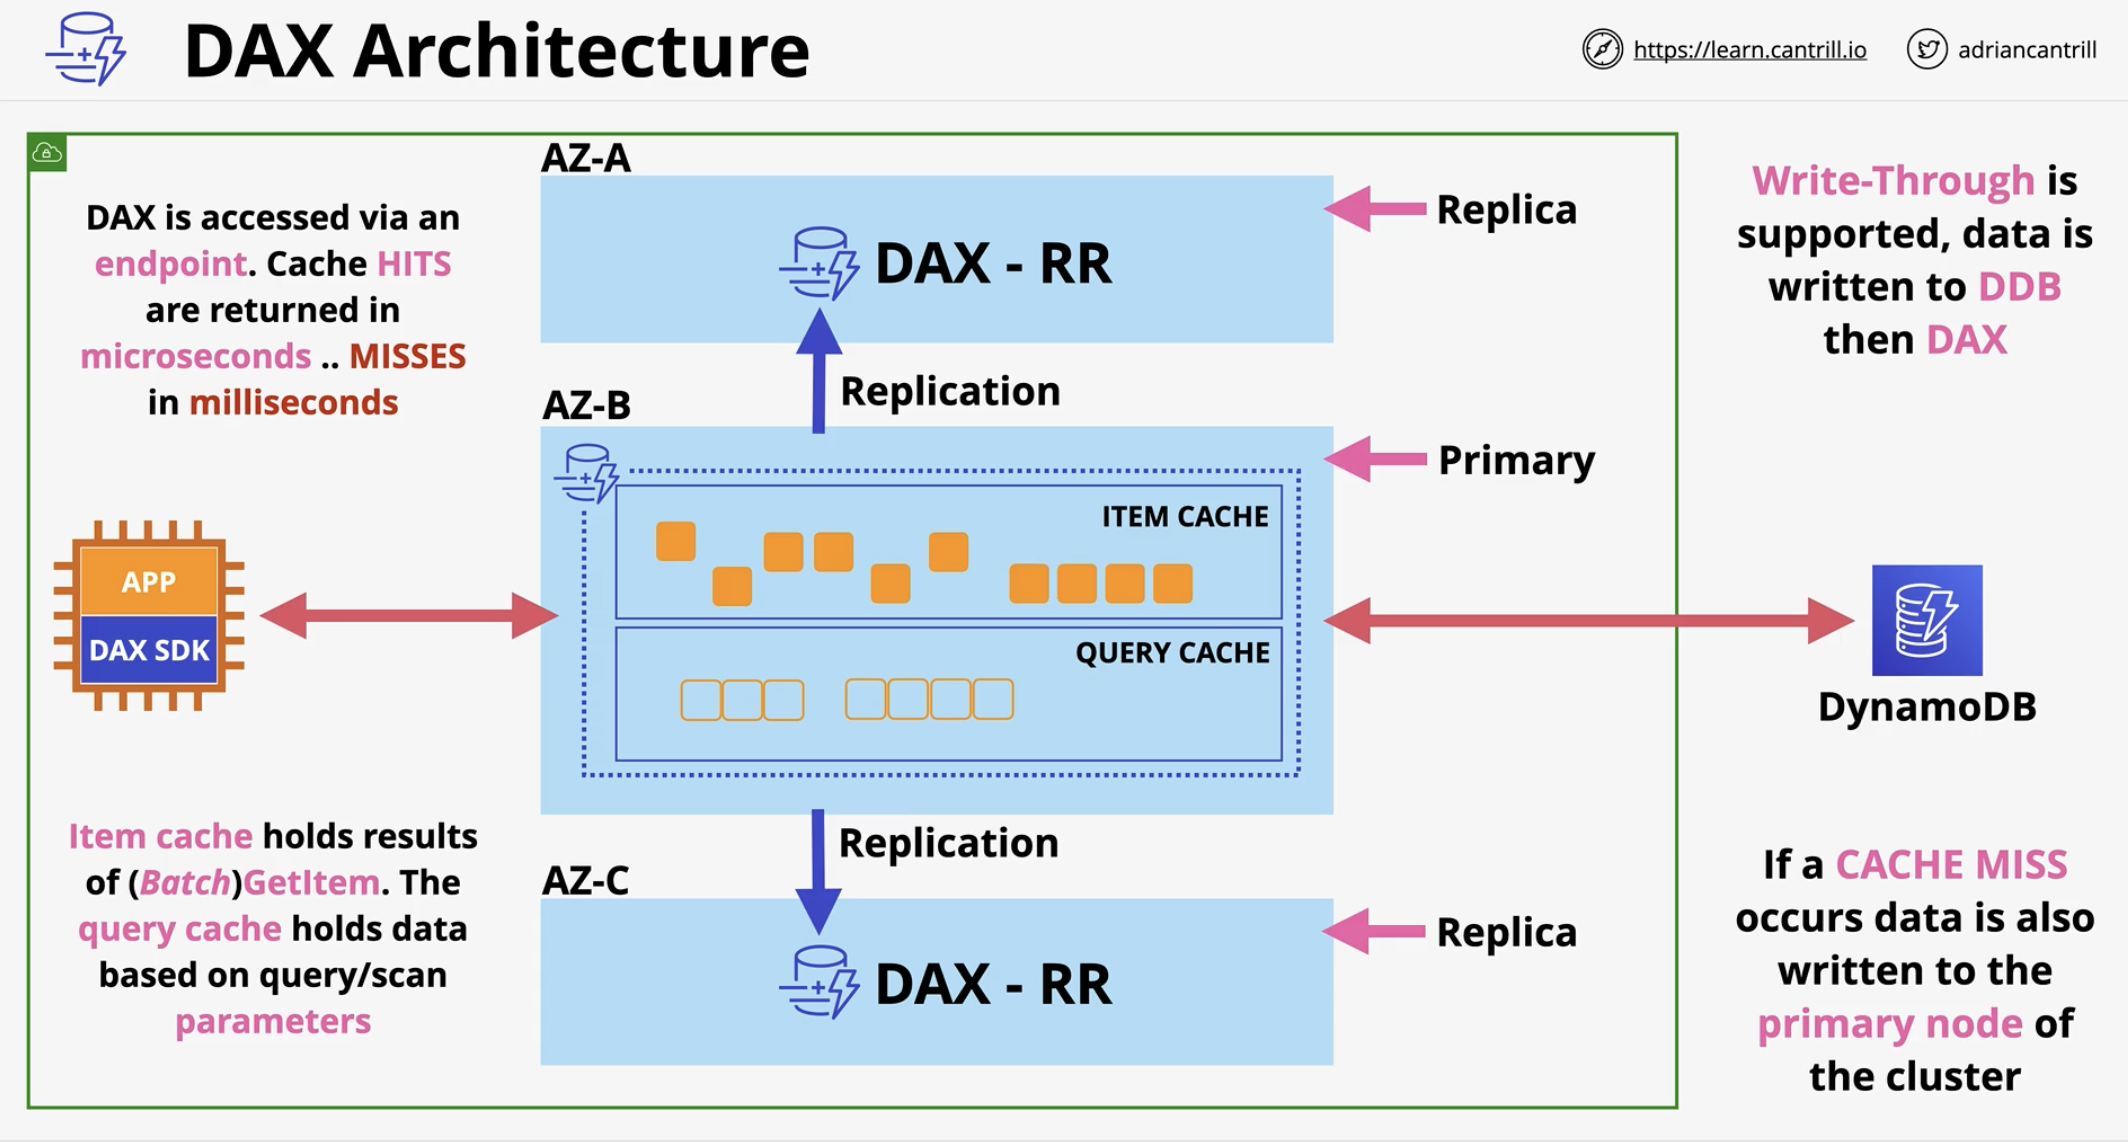 DAX Architecture
https://learn.cantrill.io
adriancantrill
DAX is accessed via an
endpoint. Cache HITS
are returned in
microseconds .. MISSES
in milliseconds
AZ-A
DAX - RR
Replica
Replication
AZ-B
Primary
ITEM CACHE
QUERY CACHE
APP
DAX SDK
Replication
AZ-C
DAX - RR
Replica
Item cache holds results
of (Batch)GetItem. The
query cache holds data
based on query/scan
parameters
Write-Through is
supported, data is
written to DDB
then DAX
DynamoDB
If a CACHE MISS
occurs data is also
written to the
primary node of
the cluster